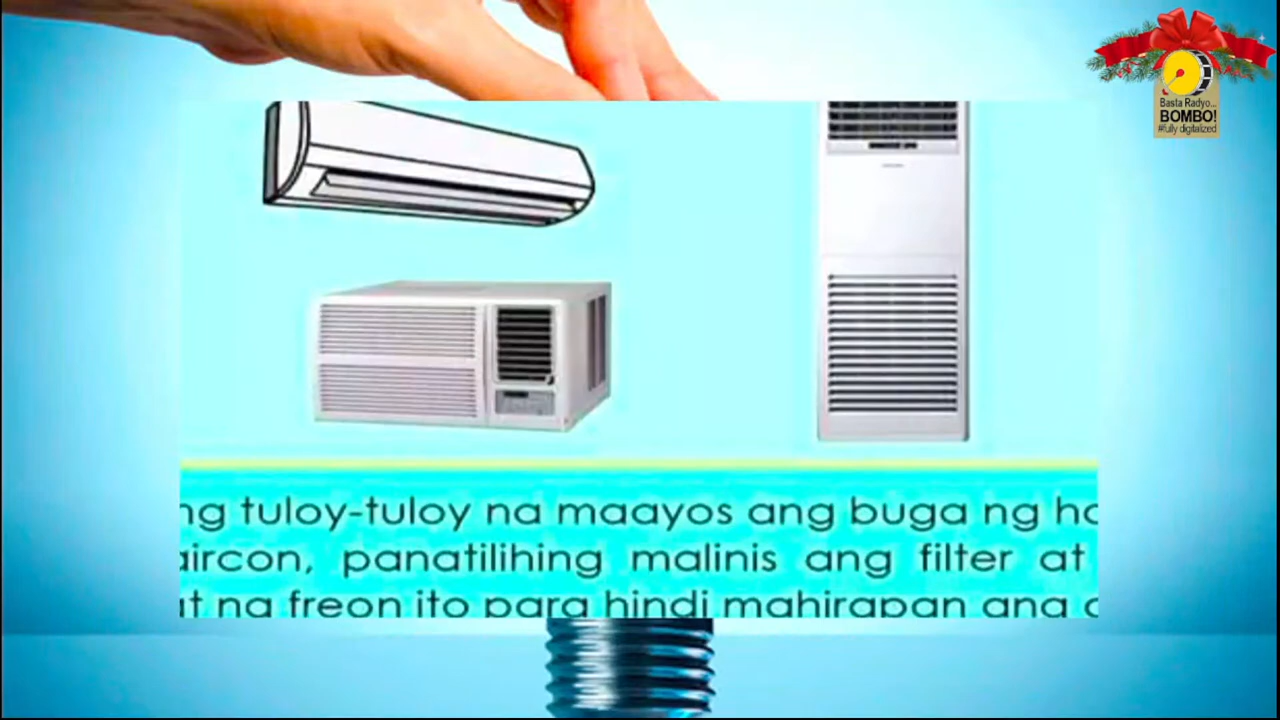 Basta Radyo...
BOMBO!
#fully digitalized
tuloy-tuloy na maayos ang buga ng
aircon, panatilihing malinis ang filter at
na freon ito para hindi mahirapan ang